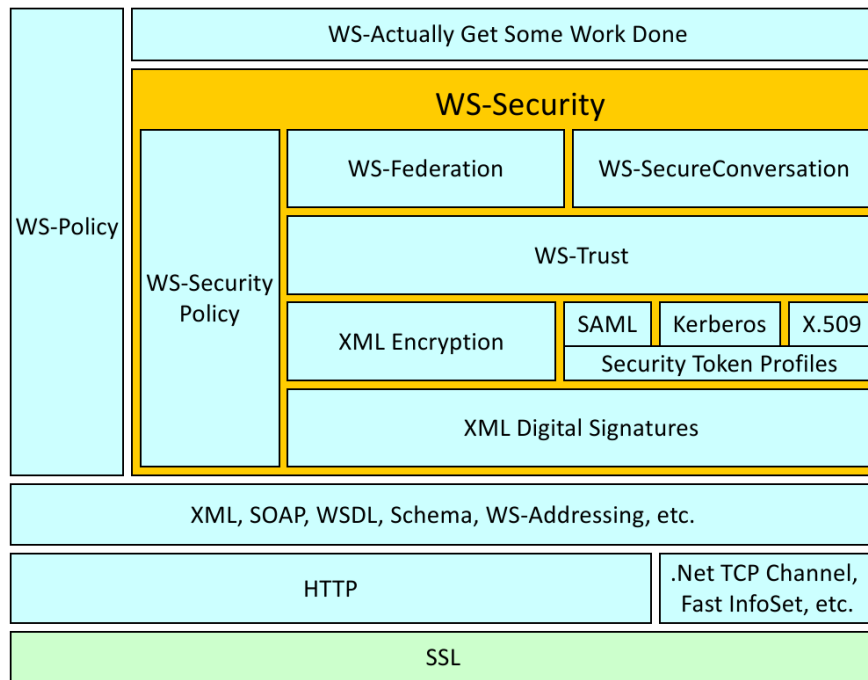 WS-Actually Get Some Work Done
WS-Security
WS-Policy
WS-Security
Policy
WS-Federation
WS-SecureConversation
WS-Trust
XML Encryption
SAML
Kerberos
X.509
Security Token Profiles
XML Digital Signatures
XML, SOAP, WSDL, Schema, WS-Addressing, etc.
HTTP
.Net TCP Channel,
Fast InfoSet, etc.
SSL